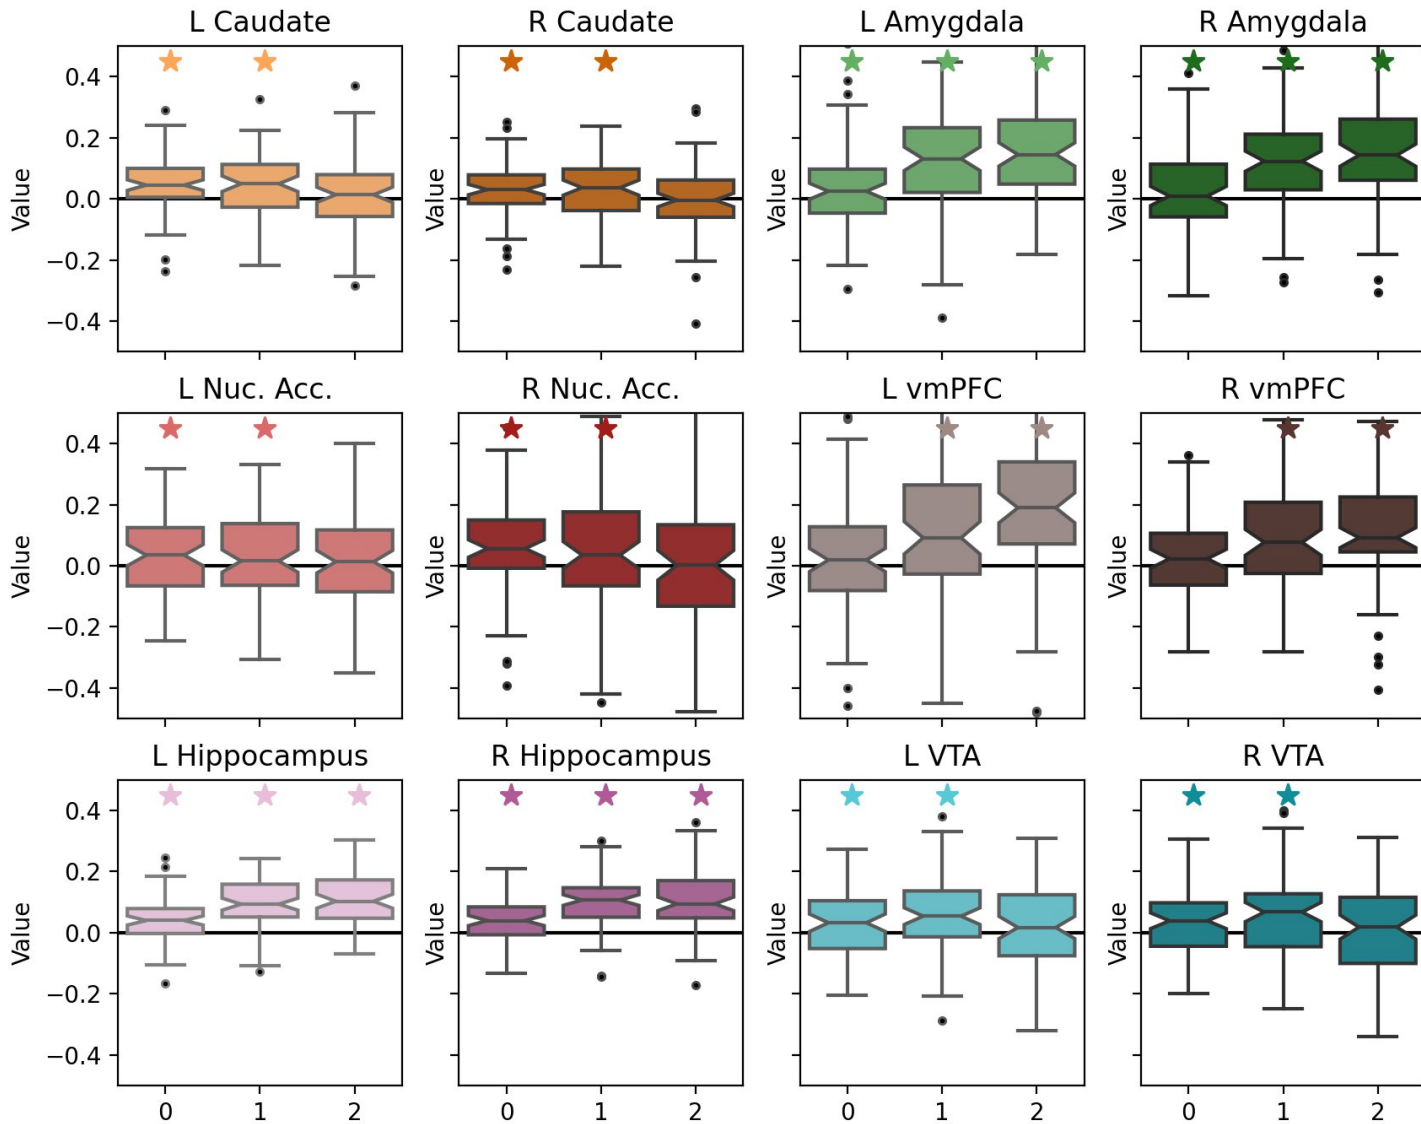 L Caudate
R Caudate
L Amygdala
R Amygdala
0.4
0.2
0.0
−0.2
−0.4
Value
Value
Value
Value
L Nuc. Acc.
R Nuc. Acc.
L vmPFC
R vmPFC
0.4
0.2
0.0
−0.2
−0.4
Value
Value
Value
Value
L Hippocampus
R Hippocampus
L VTA
R VTA
0.4
0.2
0.0
−0.2
−0.4
Value
Value
Value
Value
0 1 2
0 1 2
0 1 2
0 1 2